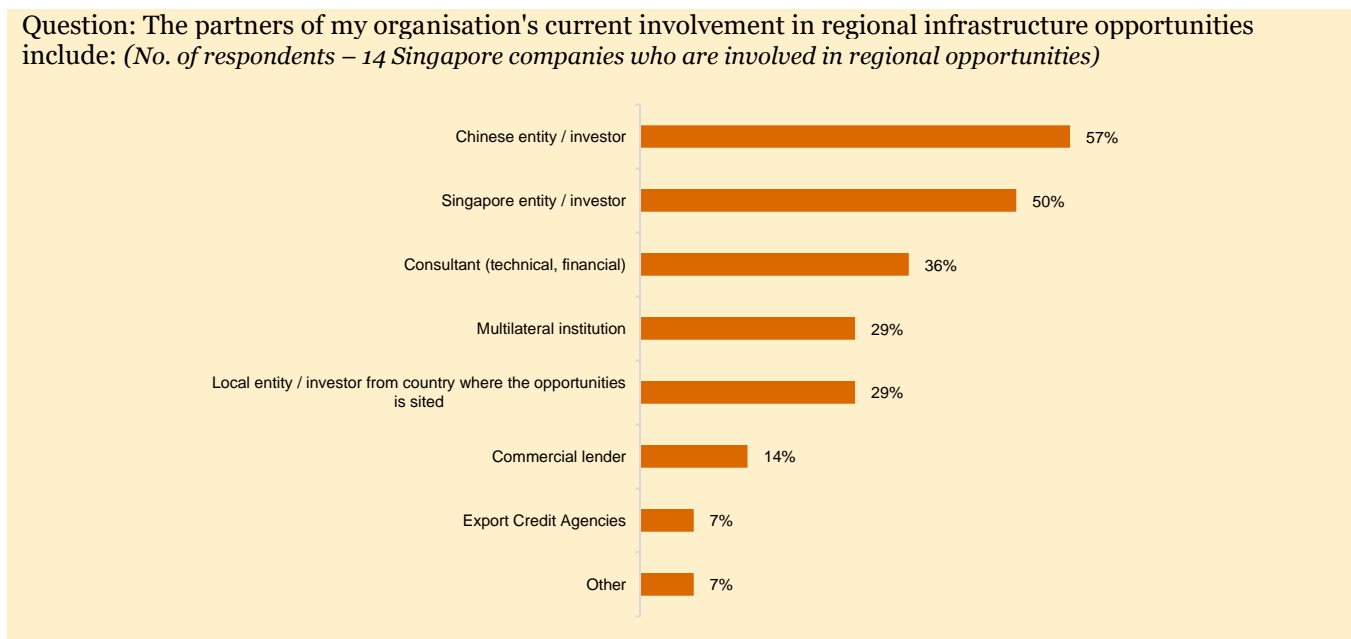 Question: The partners of my organisation's current involvement in regional infrastructure opportunities
include: (No. of respondents – 14 Singapore companies who are involved in regional opportunities)
Chinese entity / investor
57%
Singapore entity / investor
50%
Consultant (technical, financial)
36%
Multilateral institution
29%
Local entity / investor from country where the opportunities
is sited
29%
Commercial lender
14%
Export Credit Agencies
7%
Other
7%